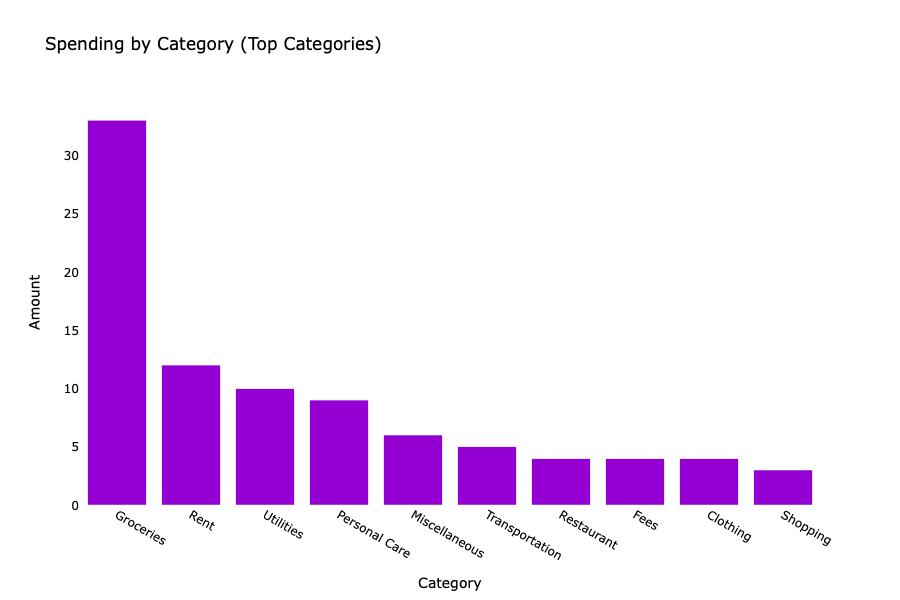 Spending by Category (Top Categories)
Amount
30
25
20
15
10
5
0
Groceries
Rent
Utilities
Personal Care
Miscellaneous
Transportation
Restaurant
Fees
Clothing
Shopping
Category